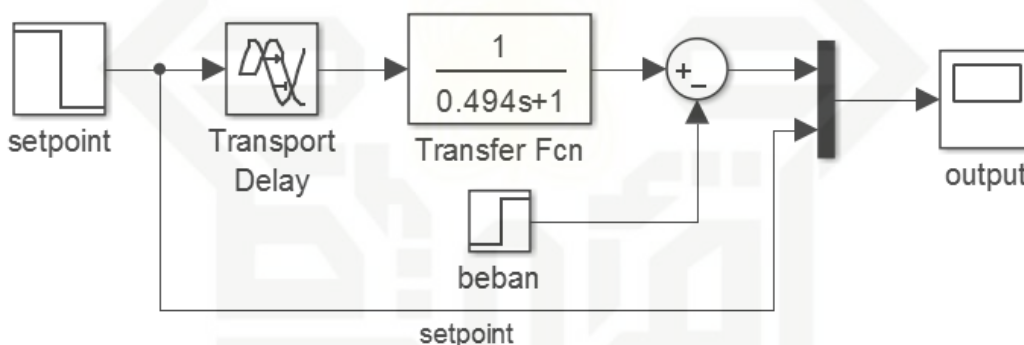 setpoint
Transport
Delay
1
0.494s+1
Transfer Fcn
+
−
beban
output
setpoint